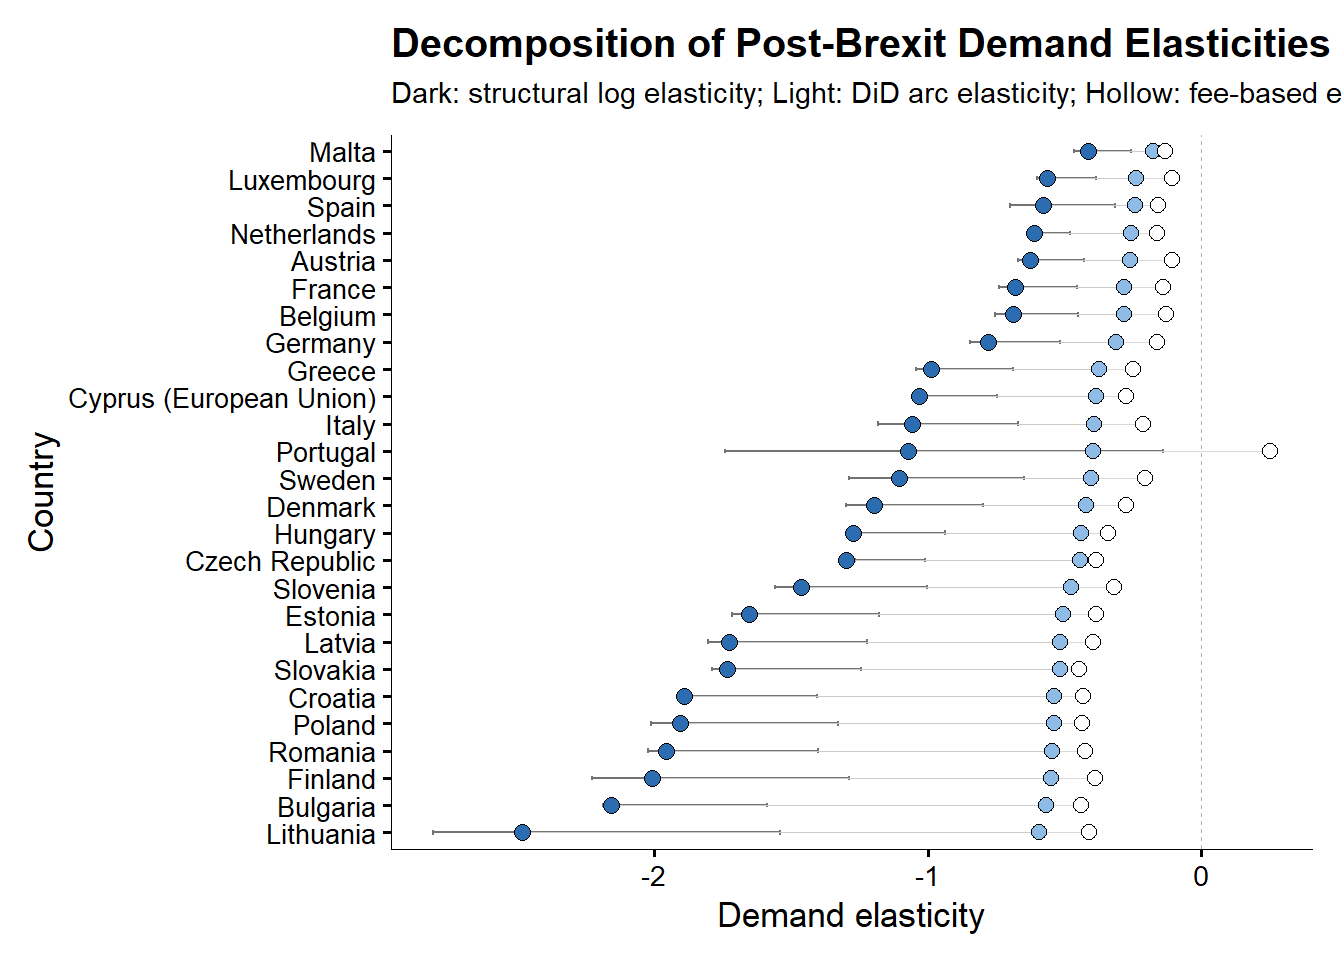 Decomposition of Post-Brexit Demand Elasticities
Dark: structural log elasticity; Light: DiD arc elasticity; Hollow: fee-based e
Malta
Luxembourg
Spain
Netherlands
Austria
France
Belgium
Germany
Greece
Cyprus (European Union)
Italy
Portugal
Sweden
Denmark
Hungary
Czech Republic
Slovenia
Estonia
Latvia
Slovakia
Croatia
Poland
Romania
Finland
Bulgaria
Lithuania
Country
-2 -1 0
Demand elasticity